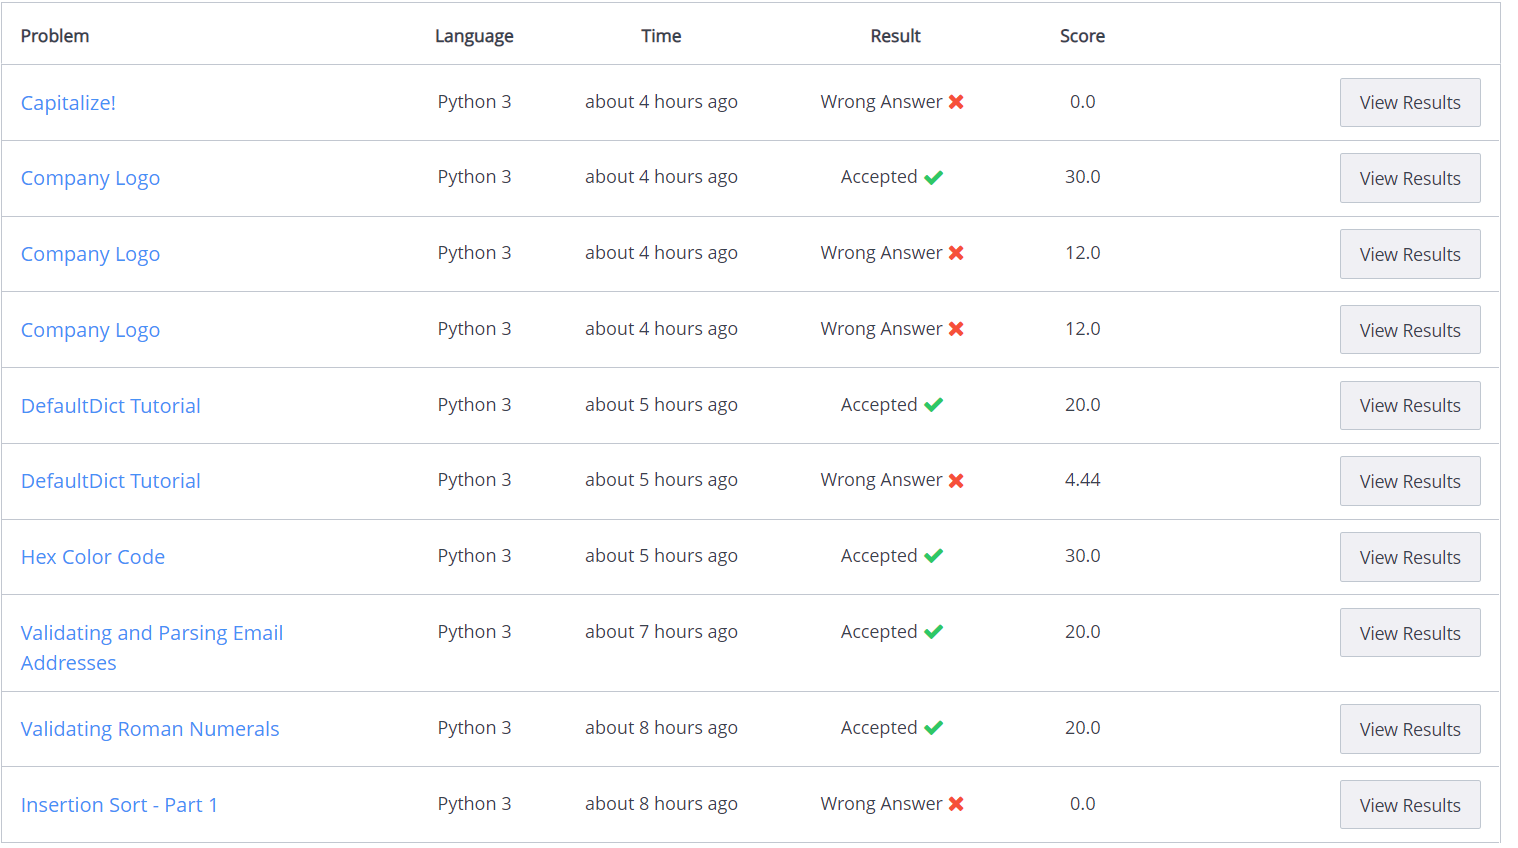 Problem Language Time Result Score
Capitalize! Python 3 about 4 hours ago Wrong Answer 0.0 View Results
Company Logo Python 3 about 4 hours ago Accepted 30.0 View Results
Company Logo Python 3 about 4 hours ago Wrong Answer 12.0 View Results
Company Logo Python 3 about 4 hours ago Wrong Answer 12.0 View Results
DefaultDict Tutorial Python 3 about 5 hours ago Accepted 20.0 View Results
DefaultDict Tutorial Python 3 about 5 hours ago Wrong Answer 4.44 View Results
Hex Color Code Python 3 about 5 hours ago Accepted 30.0 View Results
Validating and Parsing Email Python 3 about 7 hours ago Accepted 20.0 View Results
Addresses
Validating Roman Numerals Python 3 about 8 hours ago Accepted 20.0 View Results
Insertion Sort - Part 1 Python 3 about 8 hours ago Wrong Answer 0.0 View Results